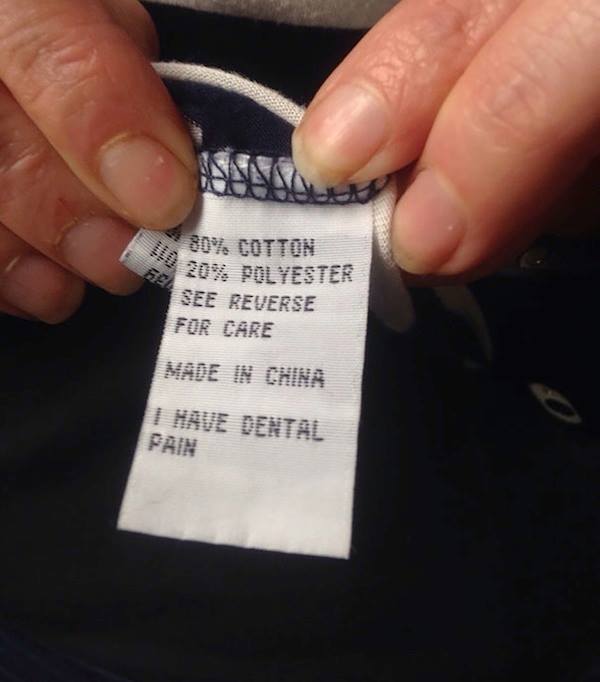 80% COTTON
20% POLYESTER
SEE REVERSE
FOR CARE
MADE IN CHINA
I HAVE DENTAL
PAIN